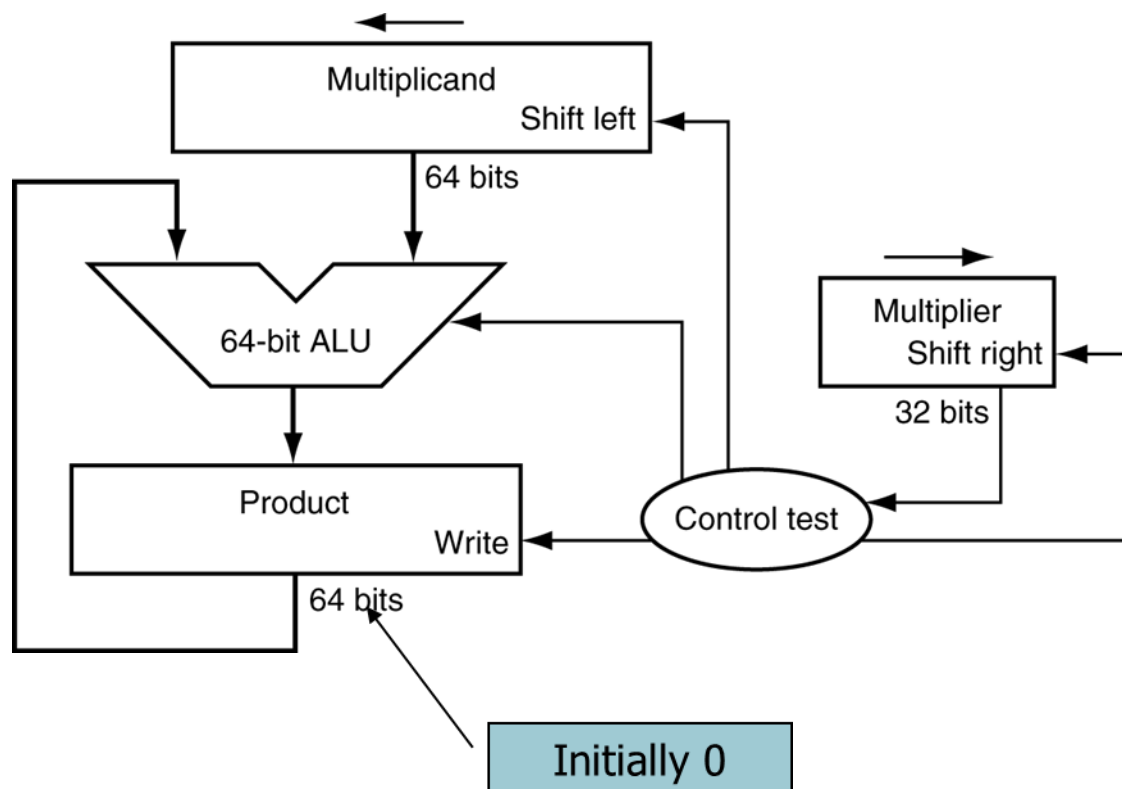 Multiplicand
Shift left
64 bits
64-bit ALU
Multiplier
Shift right
32 bits
Product
Write
Control test
64 bits
Initially 0